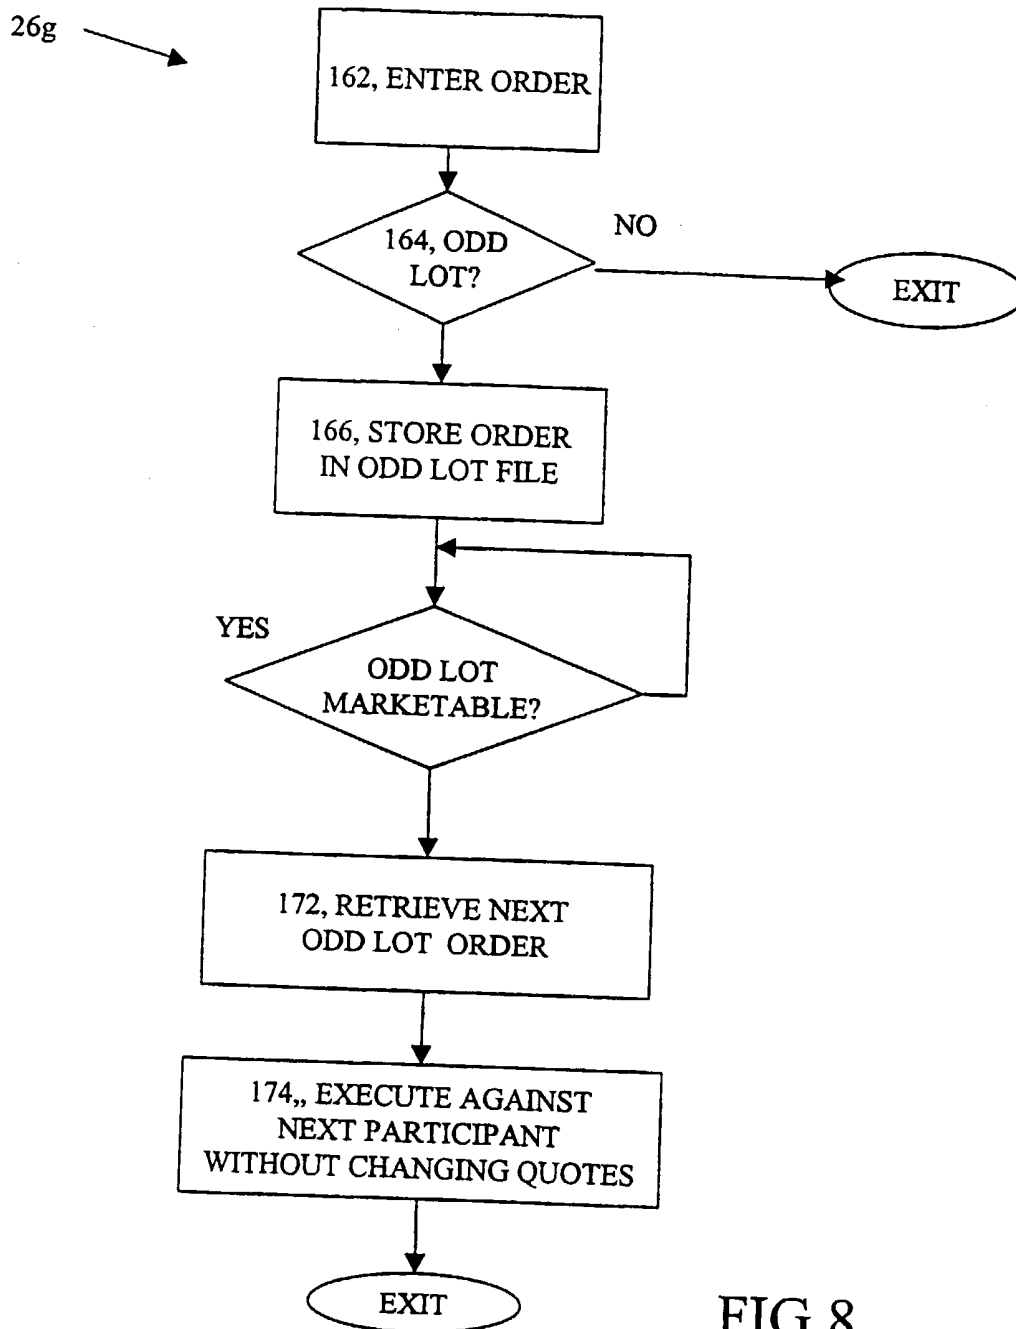 26g
162, ENTER ORDER
164, ODD
LOT?
NO
EXIT
166, STORE ORDER
IN ODD LOT FILE
YES
ODD LOT
MARKETABLE?
172, RETRIEVE NEXT
ODD LOT ORDER
174,, EXECUTE AGAINST
NEXT PARTICIPANT
WITHOUT CHANGING QUOTES
EXIT
FIG.8